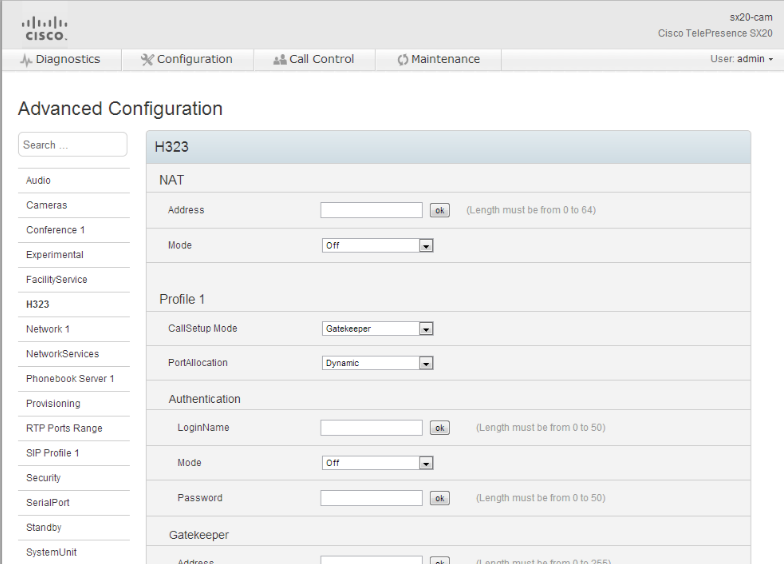 CISCO.
sx20-cam
Cisco TelePresence SX20
Diagnostics Configuration Call Control Maintenance User: admin
Advanced Configuration
Search ...
Audio
Cameras
Conference 1
Experimental
FacilityService
H323
Network 1
NetworkServices
Phonebook Server 1
Provisioning
RTP Ports Range
SIP Profile 1
Security
SerialPort
Standby
SystemUnit
H323
NAT
Address ok (Length must be from 0 to 64)
Mode Off
Profile 1
CallSetup Mode Gatekeeper
PortAllocation Dynamic
Authentication
LoginName ok (Length must be from 0 to 50)
Mode Off
Password ok (Length must be from 0 to 50)
Gatekeeper
Address ok (Length must be from 0 to 255)